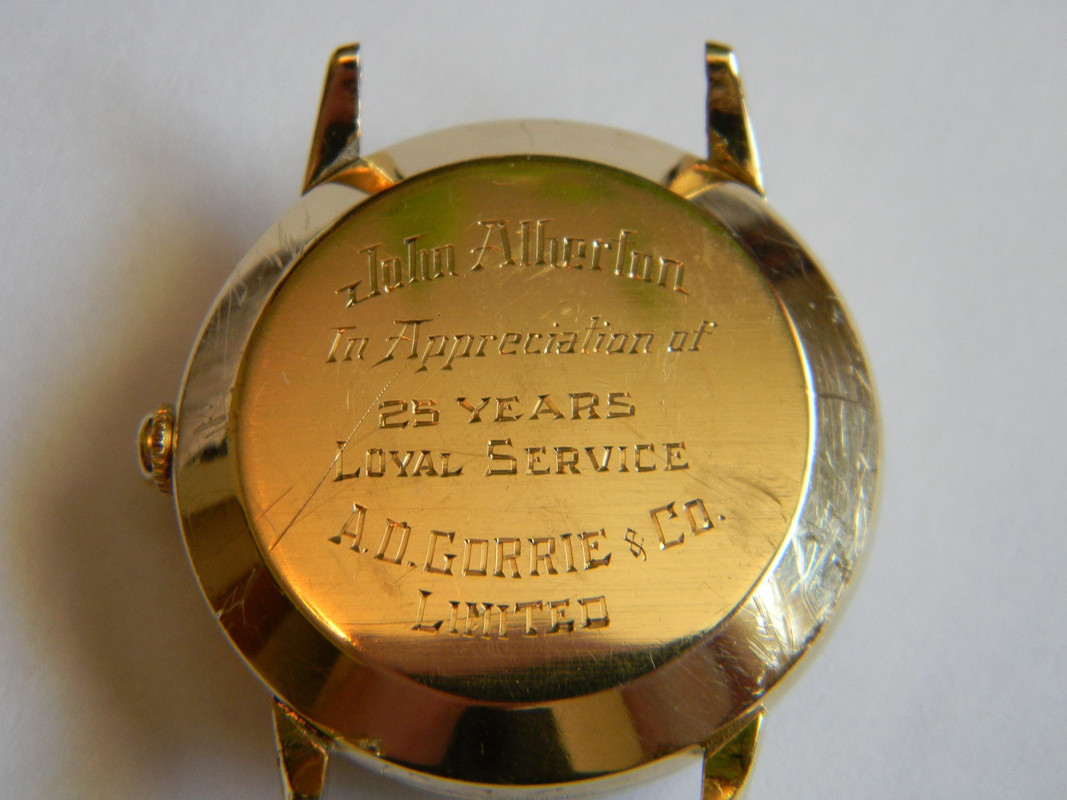 John Atherton
In Appreciation of
25 YEARS
LOYAL SERVICE
A.D. GORRIE & CO.
LIMITED